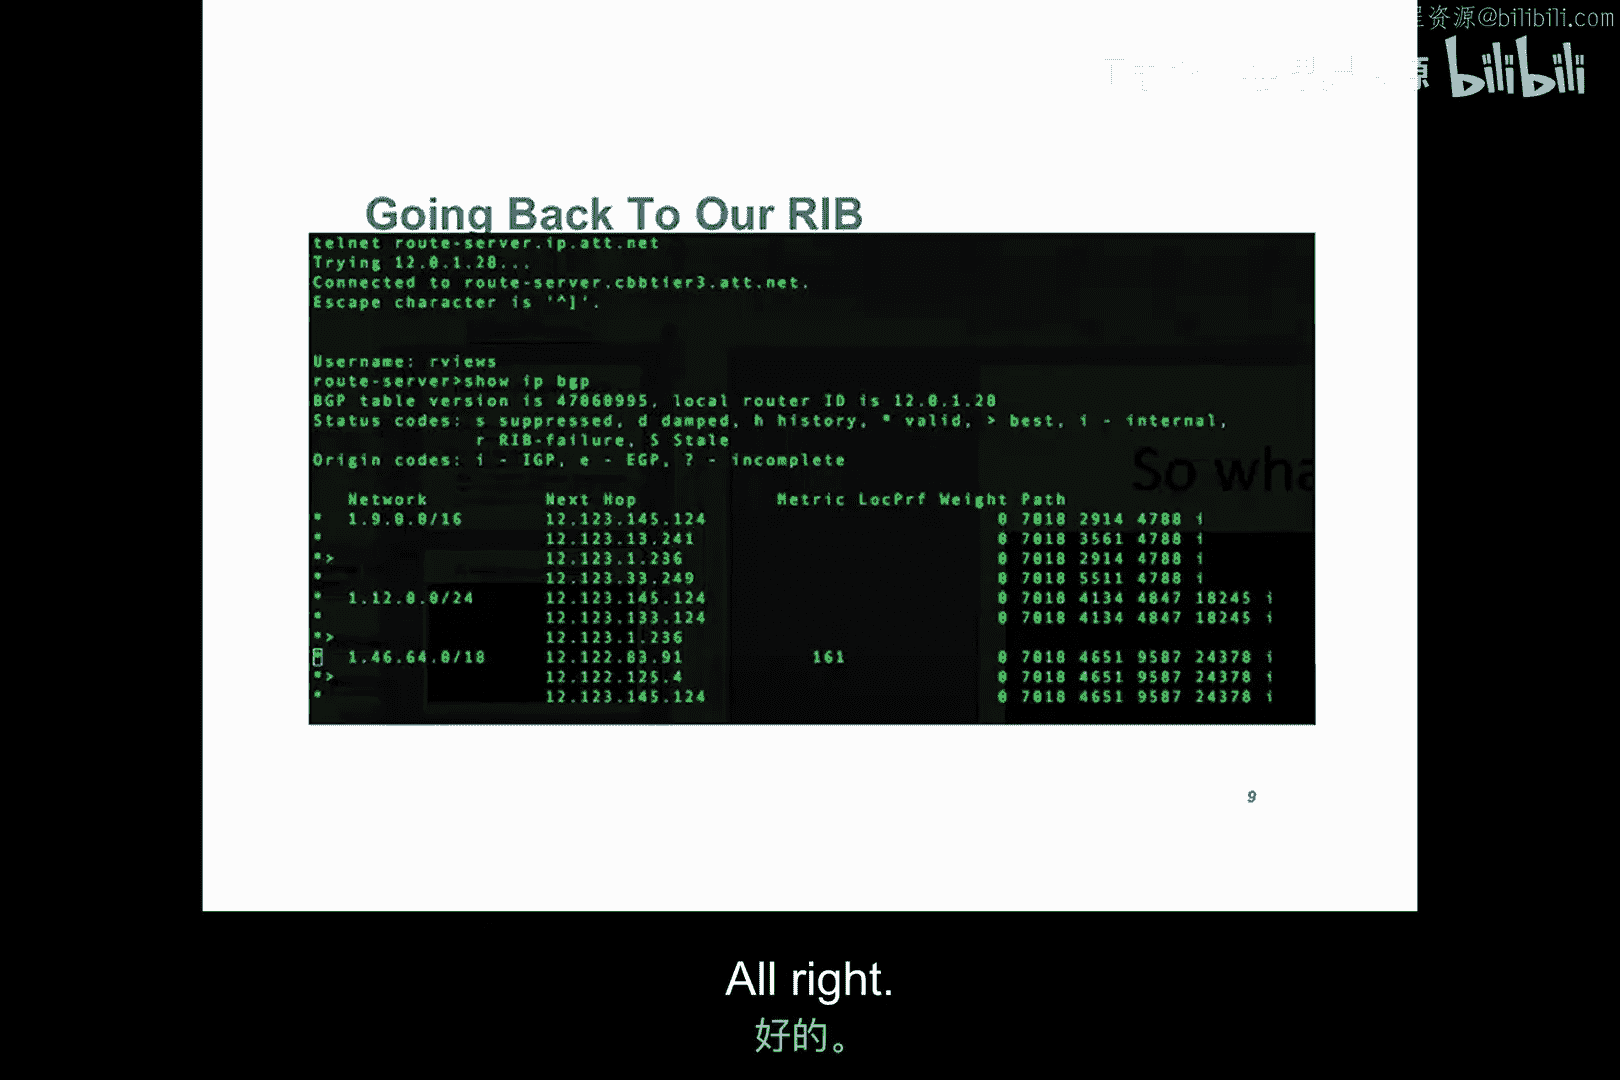 资源@bilibili.com
源 bilibili
Going Back To Our RIB
telnet route-server.ip.att.net
Trying 12.0.1.28...
Connected to route-server.cbbtier3.att.net.
Escape character is '^]'.
Username: rviews
route-server>show ip bgp
BGP table version is 47860995, local router ID is 12.0.1.28
Status codes: s suppressed, d damped, h history, * valid, > best, i - internal,
r RIB-failure, S Stale
Origin codes: i - IGP, e - EGP, ? - incomplete
So wha
Network Next Hop Metric LocPrf Weight Path
* 1.9.0.0/16 12.123.145.124 0 7018 2914 4788 i
* 12.123.13.241 0 7018 3561 4788 i
*> 12.123.1.236 0 7018 2914 4788 i
* 12.123.33.249 0 7018 5511 4788 i
* 1.12.0.0/24 12.123.145.124 0 7018 4134 4847 18245 i
* 12.123.133.124 0 7018 4134 4847 18245 i
*> 12.123.1.236
* 1.46.64.0/18 12.122.83.91 161 0 7018 4651 9587 24378 i
*> 12.122.125.4 0 7018 4651 9587 24378 i
* 12.123.145.124 0 7018 4651 9587 24378 i
9
All right.
好的。